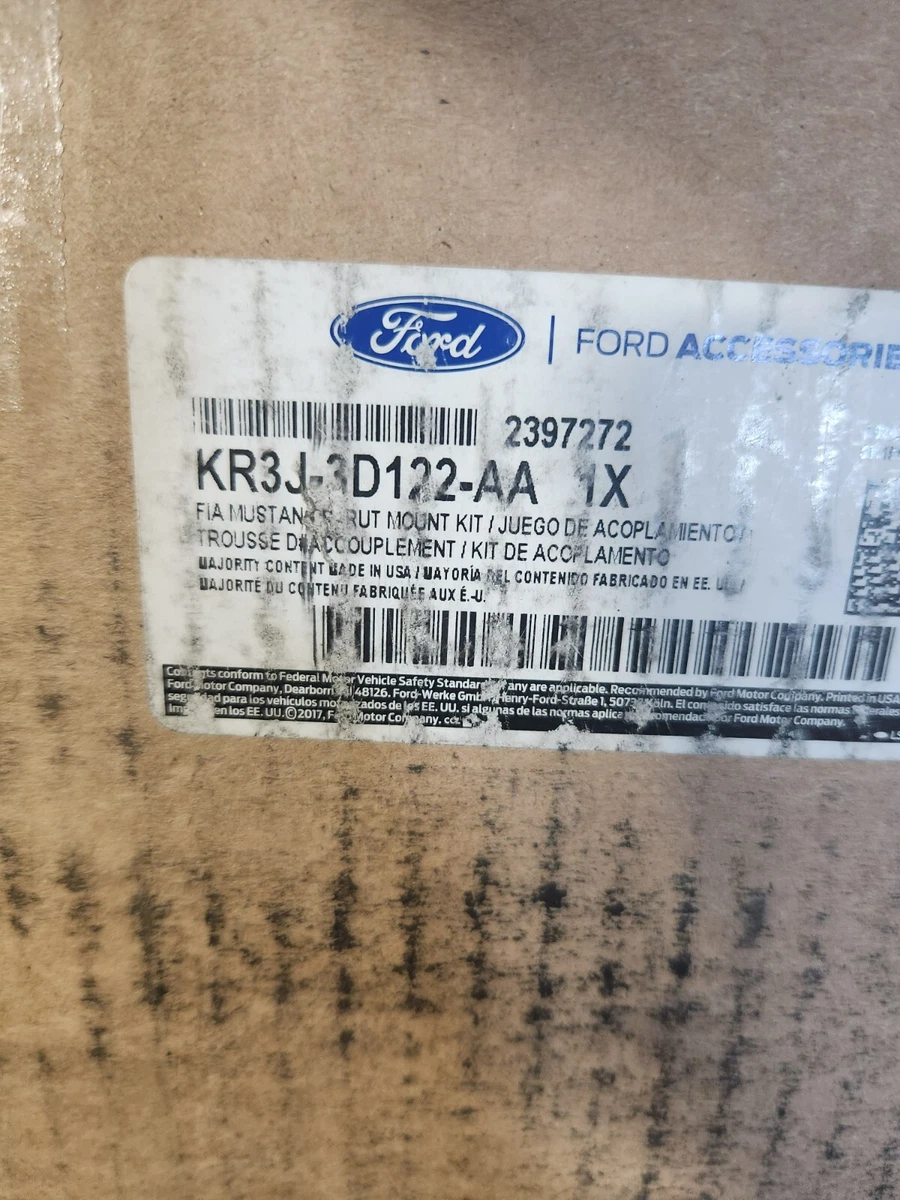 Ford | FORD ACCESSORIE
2397272
KR3J-3D122-AA 1X
FIA MUSTANG STRUT MOUNT KIT / JUEGO DE ACOPLAMIENTO /
TROUSSE D'ACCOUPLEMENT / KIT DE ACOPLAMENTO
MAJORITY CONTENT MADE IN USA / MAYORÍA DEL CONTENIDO FABRICADO EN EE. UU. /
MAJORITÉ DU CONTENU FABRIQUÉE AUX É.-U.
Contents conform to Federal Motor Vehicle Safety Standards if any are applicable. Recommended by Ford Motor Company. Printed in USA
Ford Motor Company, Dearborn, MI 48126. Ford-Werke GmbH, Henry-Ford-Straße 1, 50735 Köln. El contenido satisface las normas federales
seguridad para los vehículos motorizados de los EE. UU. si algunas de las normas aplica. Recomendado por Ford Motor Company.
Impreso en los EE. UU. ©2017, Ford Motor Company,